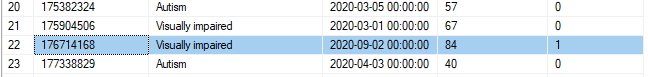 20 175382324 Autism 2020-03-05 00:00:00 57 0
21 175904506 Visually impaired 2020-03-01 00:00:00 67 0
22 176714168 Visually impaired 2020-09-02 00:00:00 84 1
23 177338829 Autism 2020-04-03 00:00:00 40 0